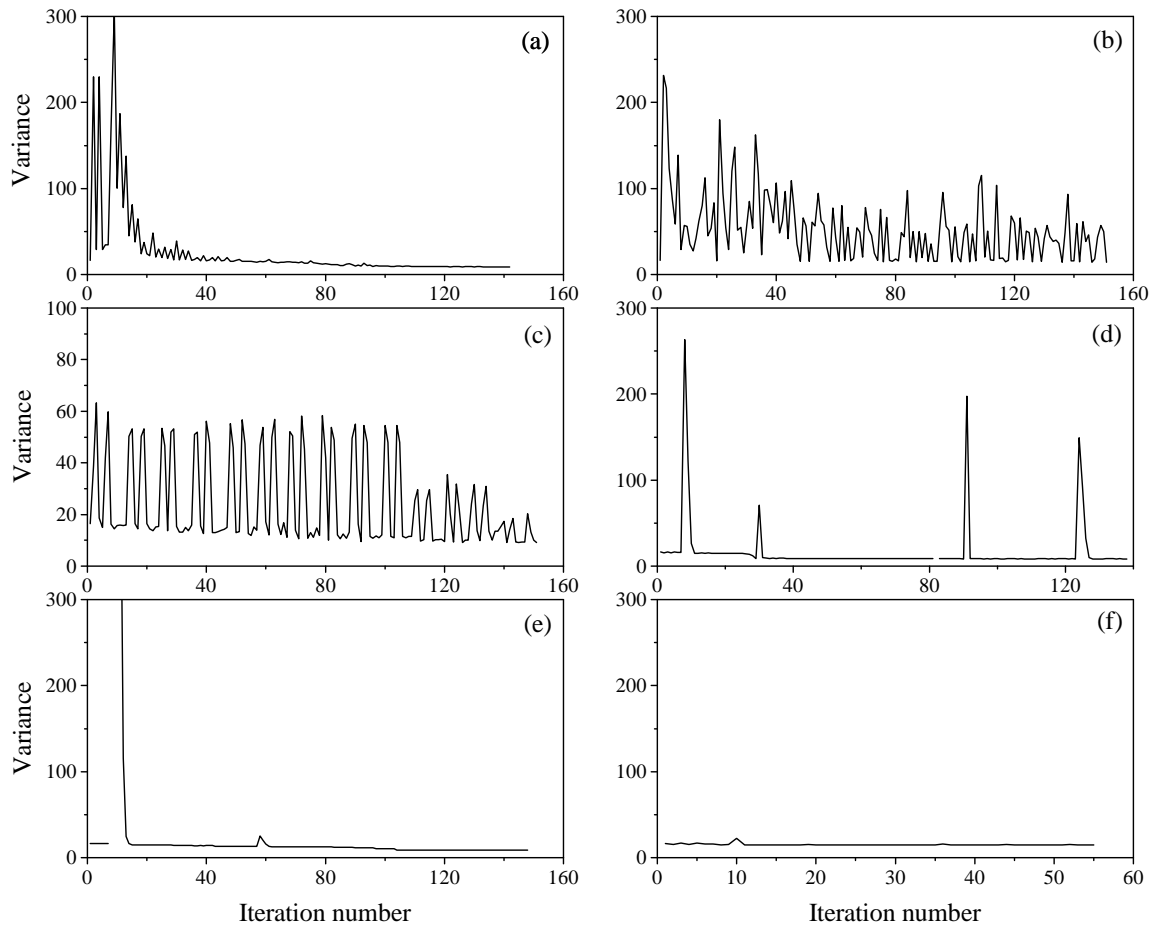 300 (a) 300 (b)
200 200
Variance
100 100
0 0
0 40 80 120 160 0 40 80 120 160
100 (c) 300 (d)
80
60 200
Variance
40 100
20
0 0
0 40 80 120 160 0 40 80 120
300 (e) 300 (f)
200 200
Variance
100 100
0 0
0 40 80 120 160 0 10 20 30 40 50 60
Iteration number Iteration number